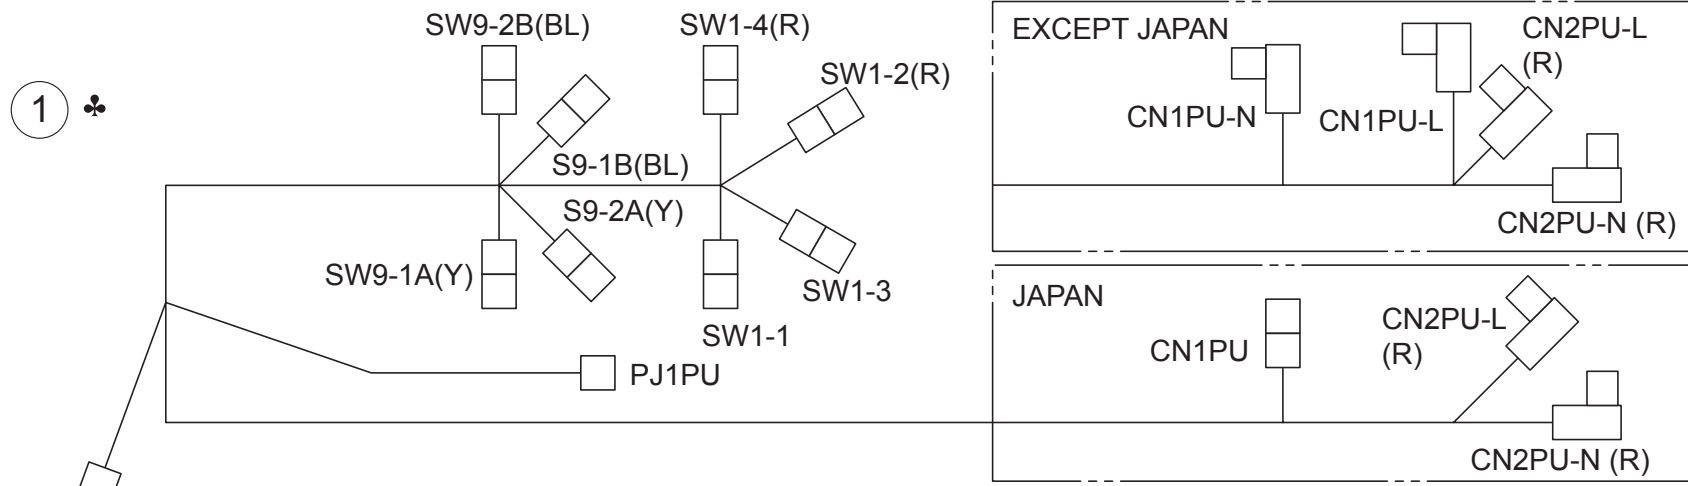 1 ♣
SW9-2B(BL)
SW1-4(R)
SW1-2(R)
S9-1B(BL)
S9-2A(Y)
SW9-1A(Y)
SW1-3
SW1-1
PJ1PU
EXCEPT JAPAN
CN2PU-L
(R)
CN1PU-N
CN1PU-L
CN2PU-N (R)
JAPAN
CN1PU
CN2PU-L
(R)
CN2PU-N (R)